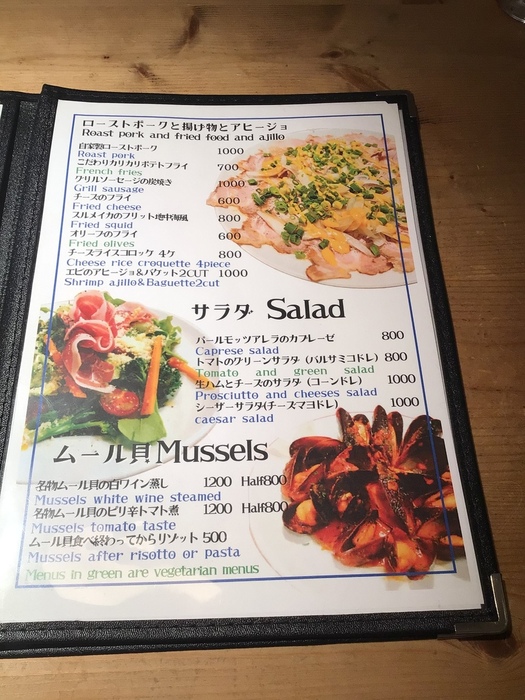 ローストポークと揚げ物とアヒージョ
Roast pork and fried food and ajillo
自家製ローストポーク 1000
Roast pork
こだわりカリカリポテトフライ 700
French fries
グリルソーセージの炭焼き 1000
Grill sausage
チーズのフライ 600
Fried cheese
スルメイカのフリット地中海風 800
Fried squid
オリーブのフライ 600
Fried olives
チーズライスコロッケ 4ケ 800
Cheese rice croquette 4piece
エビのアヒージョ&バケット2CUT 1000
Shrimp ajillo&Baguette2cut
サラダ Salad
パールモッツアレラのカプレーゼ 800
Caprese salad
トマトのグリーンサラダ (バルサミコドレ) 800
Tomato and green salad
生ハムとチーズのサラダ (コーンドレ) 1000
Prosciutto and cheeses salad
シーザーサラダ(チーズマヨドレ) 1000
caesar salad
ムール貝 Mussels
名物ムール貝の白ワイン蒸し 1200 Half800
Mussels white wine steamed
名物ムール貝のピリ辛トマト煮 1200 Half800
Mussels tomato taste
ムール貝食べ終わってからリゾット 500
Mussels after risotto or pasta
Menus in green are vegetarian menus